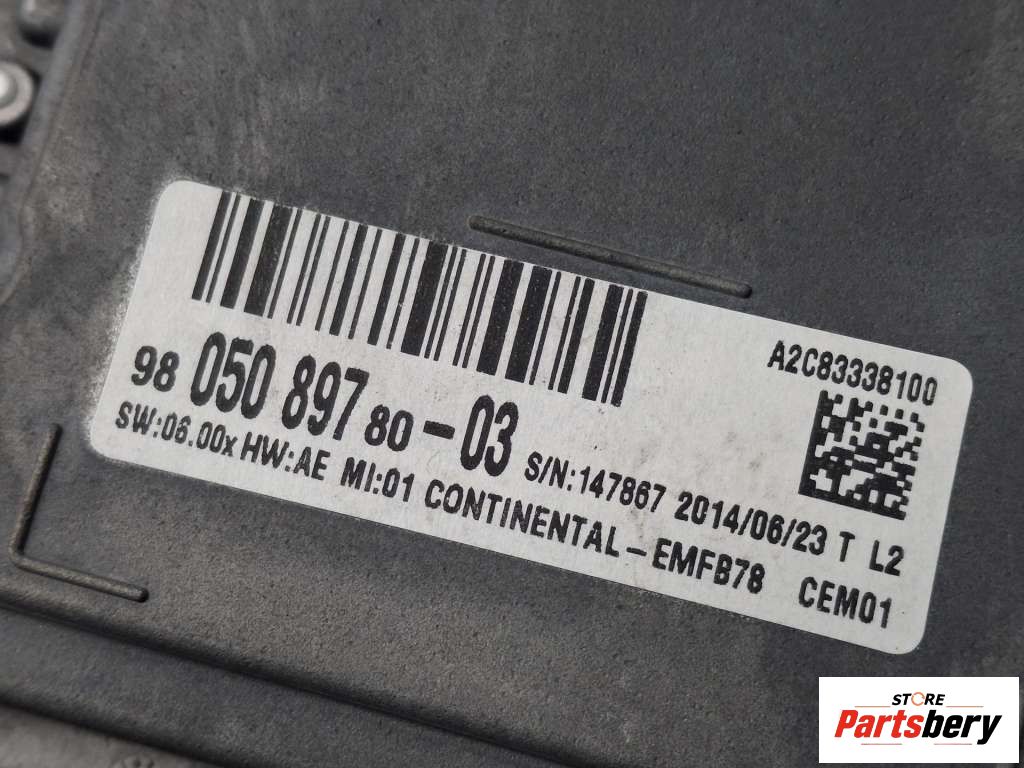 A2C83338100
98 050 897 80-03 S/N:147867 2014/06/23 T L2
SW:06.00x HW:AE MI:01 CONTINENTAL-EMFB78 CEM01
STORE
Partsbery